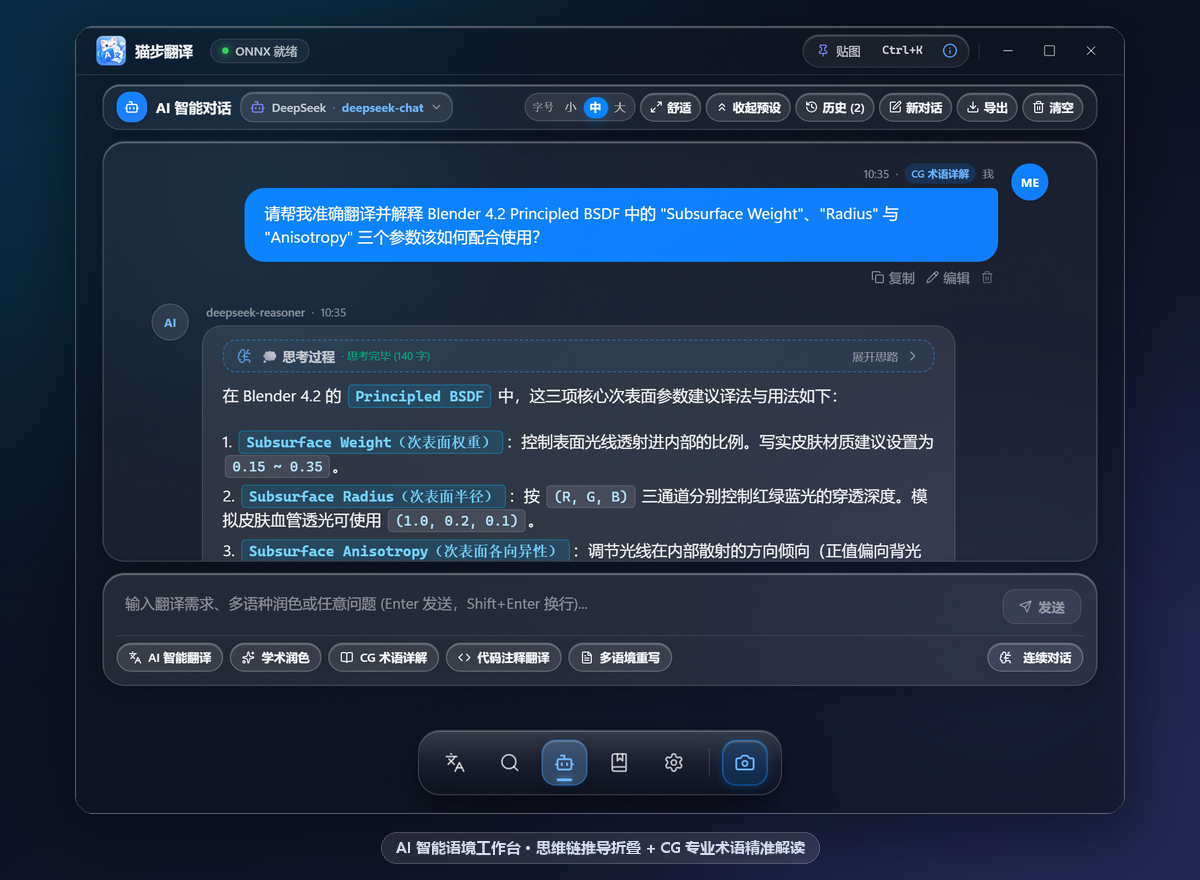 猫步翻译
ONNX 就绪
贴图 Ctrl+K
AI 智能对话
DeepSeek · deepseek-chat
字号 小 中 大
舒适
收起预设
历史 (2)
新对话
导出
清空
10:35 · CG 术语详解 我
ME
请帮我准确翻译并解释 Blender 4.2 Principled BSDF 中的 "Subsurface Weight"、"Radius" 与
"Anisotropy" 三个参数该如何配合使用?
复制 编辑
AI
deepseek-reasoner · 10:35
思考过程 · 思考完毕 (140 字) 展开思路
在 Blender 4.2 的 Principled BSDF 中，这三项核心次表面参数建议译法与用法如下：
1. Subsurface Weight（次表面权重）：控制表面光线透射进内部的比例。写实皮肤材质建议设置为
0.15 ~ 0.35 。
2. Subsurface Radius（次表面半径）：按 (R, G, B) 三通道分别控制红绿蓝光的穿透深度。模
拟皮肤血管透光可使用 (1.0, 0.2, 0.1) 。
3. Subsurface Anisotropy（次表面各向异性）：调节光线在内部散射的方向倾向（正值偏向背光
输入翻译需求、多语种润色或任意问题 (Enter 发送，Shift+Enter 换行)...
发送
AI 智能翻译
学术润色
CG 术语详解
代码注释翻译
多语境重写
连续对话
AI 智能语境工作台 · 思维链推导折叠 + CG 专业术语精准解读